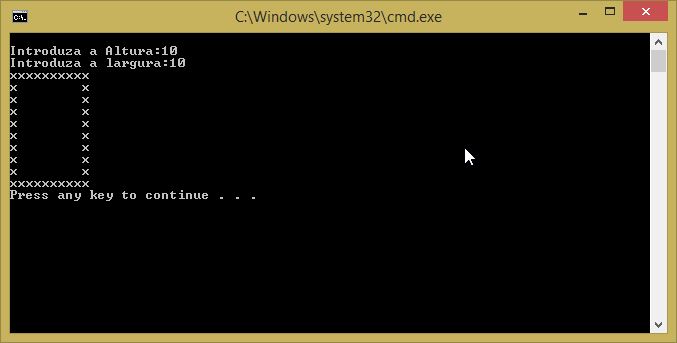 C:\Windows\system32\cmd.exe
Introduza a Altura:10
Introduza a largura:10
xxxxxxxxxx
x        x
x        x
x        x
x        x
x        x
x        x
x        x
x        x
xxxxxxxxxx
Press any key to continue . . .